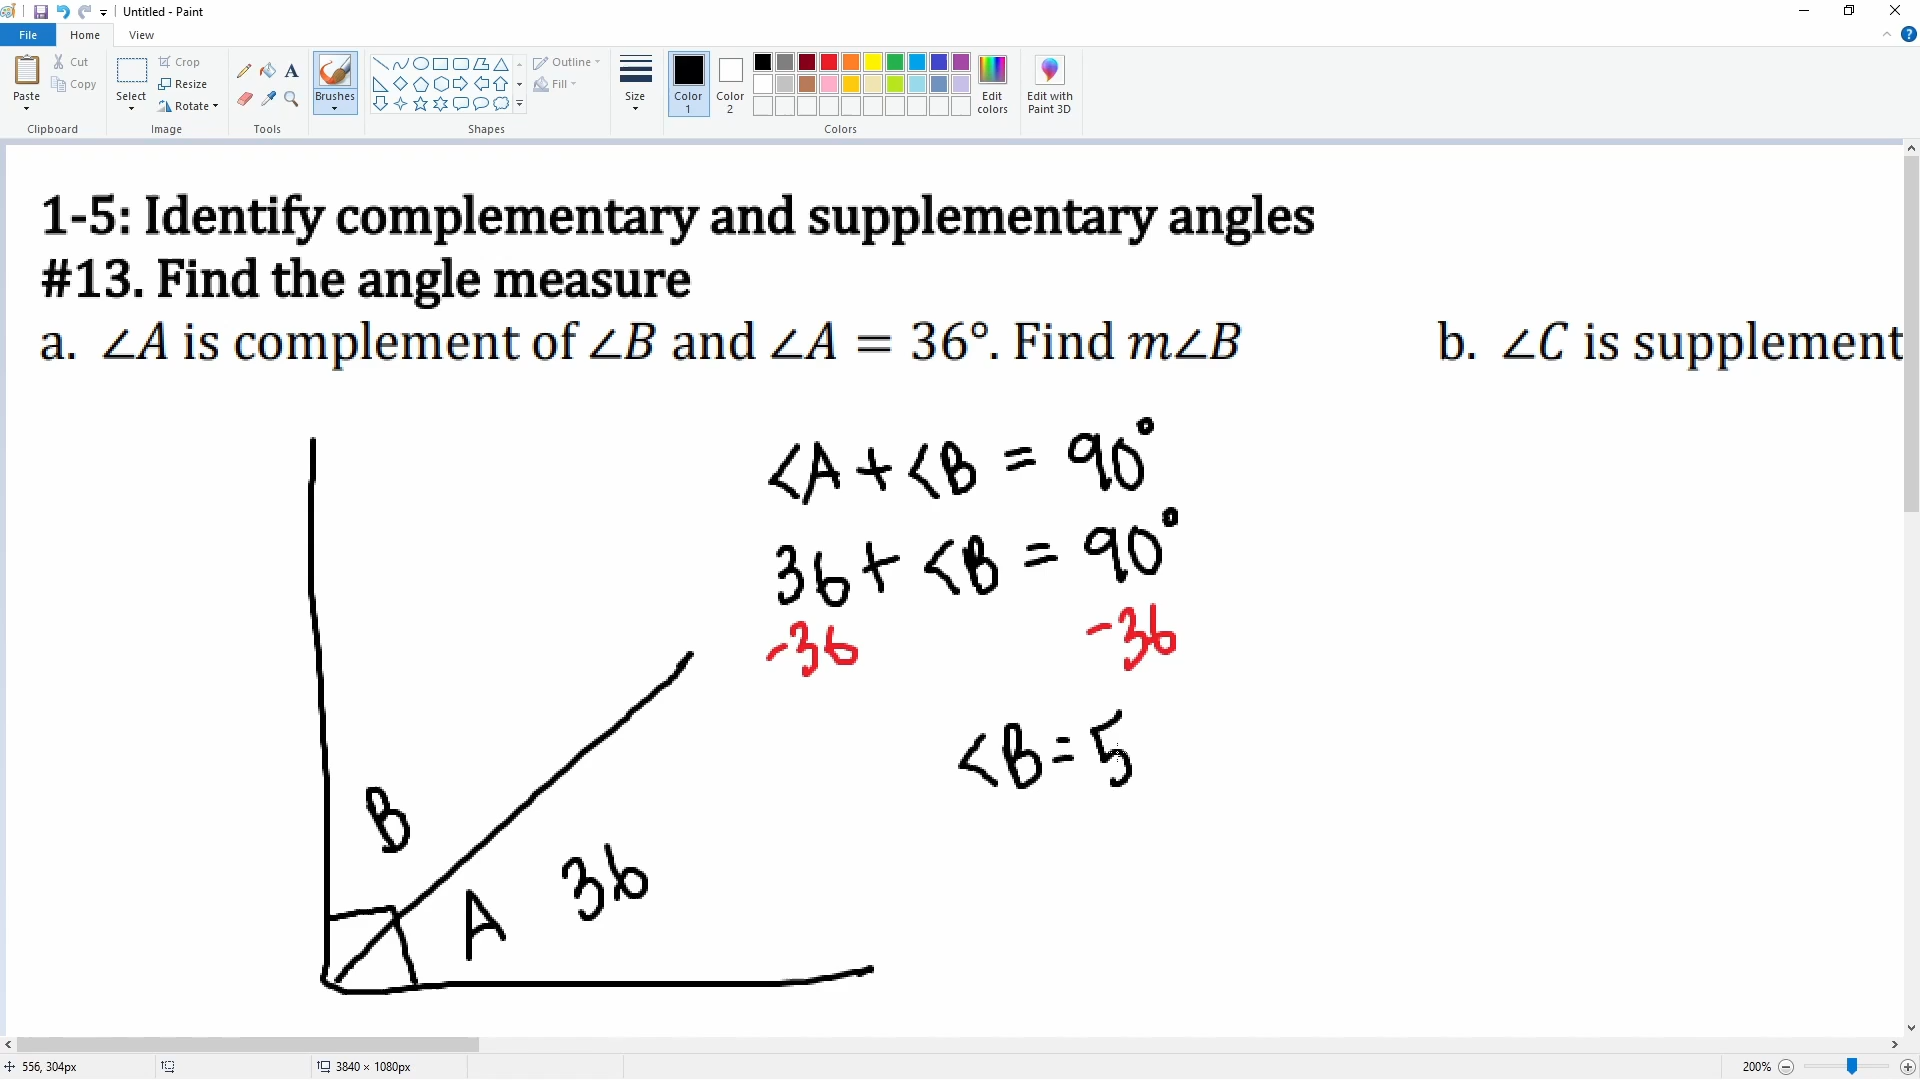 Untitled - Paint
File Home View
Paste Cut Copy Clipboard
Select Crop Resize Rotate Image
Tools
Brushes
Shapes Outline Fill
Size
Color 1 Color 2 Edit colors Colors
Edit with Paint 3D
1-5: Identify complementary and supplementary angles
#13. Find the angle measure
a. ∠A is complement of ∠B and ∠A = 36°. Find m∠B b. ∠C is supplement
<A + <B = 90°
36 + <B = 90°
-36 -36
<B = 5
B
A 36
556, 304px 3840 × 1080px 200%